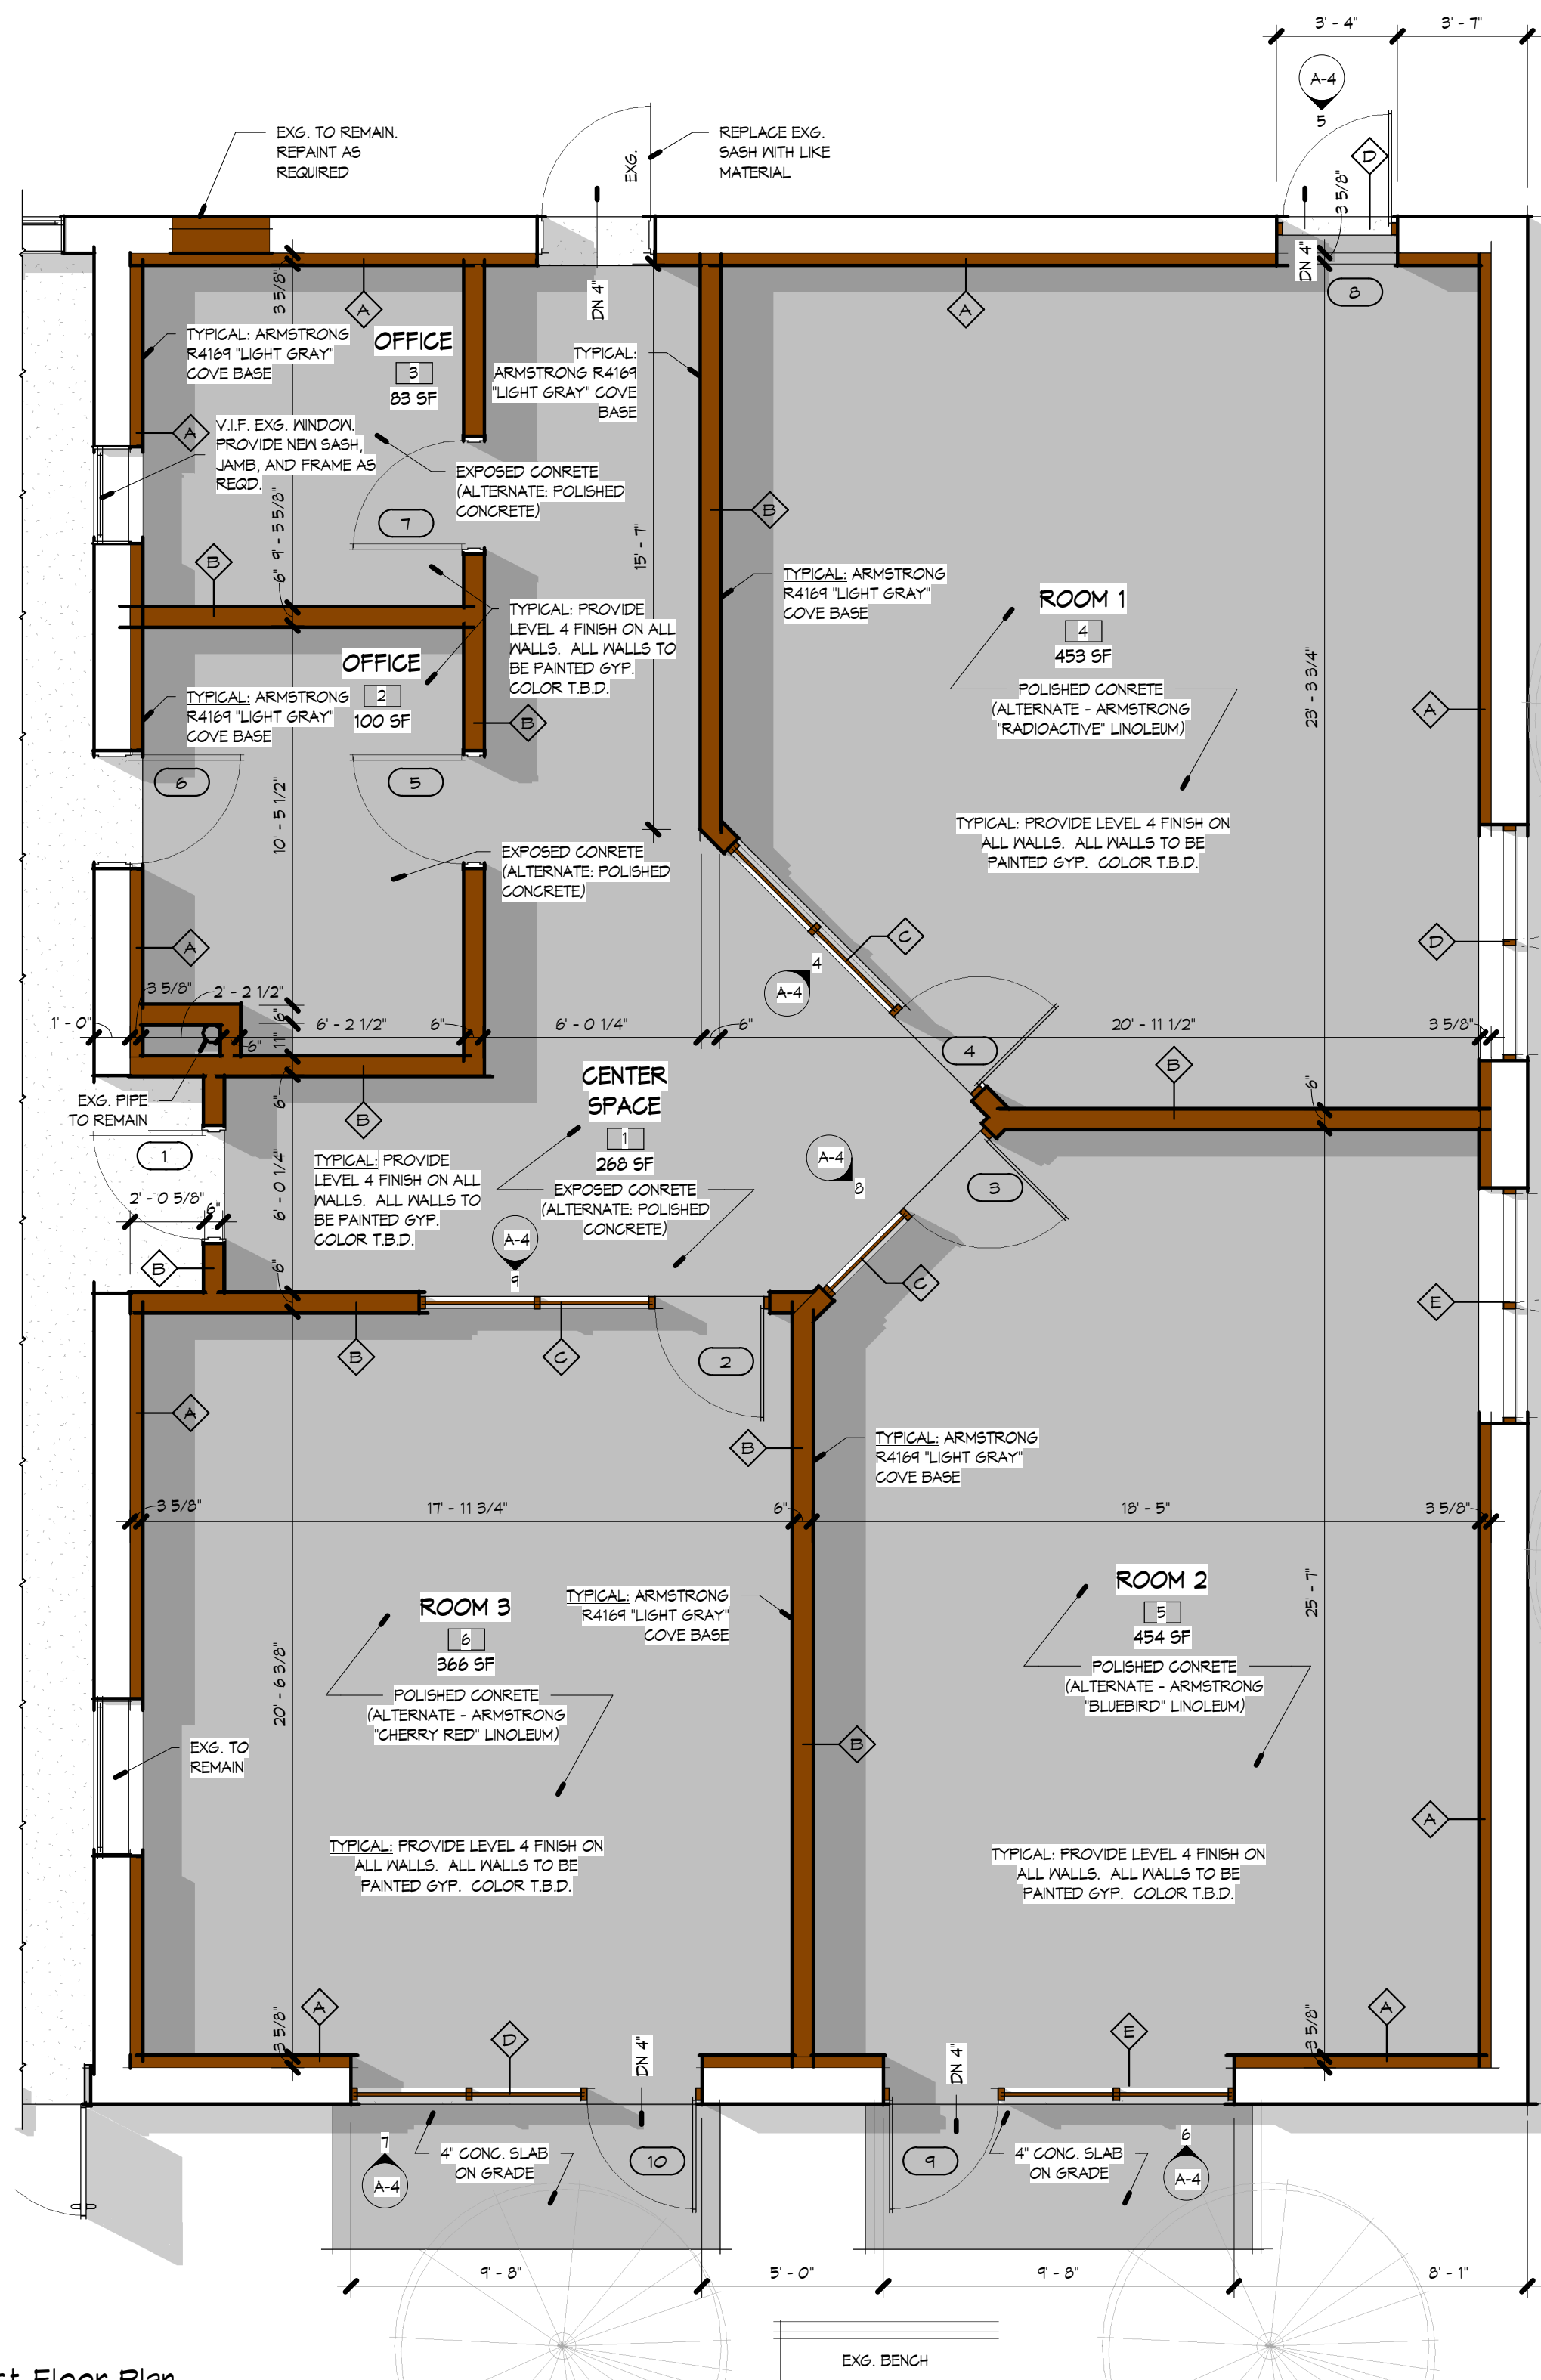 3' - 4"
3' - 7"
A-4
5
EXG. TO REMAIN.
REPAINT AS
REQUIRED
EXG.
REPLACE EXG.
SASH WITH LIKE
MATERIAL
D
3 5/8"
DN 4"
DN 4"
8
3 5/8"
A
A
TYPICAL: ARMSTRONG
R4169 "LIGHT GRAY"
COVE BASE
OFFICE
3
83 SF
TYPICAL:
ARMSTRONG R4169
"LIGHT GRAY" COVE
BASE
A
V.I.F. EXG. WINDOW.
PROVIDE NEW SASH,
JAMB, AND FRAME AS
REQD.
EXPOSED CONRETE
(ALTERNATE: POLISHED
CONCRETE)
7
9' - 5 5/8"
15' - 7"
B
B
6"
TYPICAL: ARMSTRONG
R4169 "LIGHT GRAY"
COVE BASE
ROOM 1
4
453 SF
TYPICAL: PROVIDE
LEVEL 4 FINISH ON ALL
WALLS. ALL WALLS TO
BE PAINTED GYP.
COLOR T.B.D.
OFFICE
2
100 SF
TYPICAL: ARMSTRONG
R4169 "LIGHT GRAY"
COVE BASE
B
POLISHED CONRETE
(ALTERNATE - ARMSTRONG
"RADIOACTIVE" LINOLEUM)
23' - 3 3/4"
A
6
5
10' - 5 1/2"
TYPICAL: PROVIDE LEVEL 4 FINISH ON
ALL WALLS. ALL WALLS TO BE
PAINTED GYP. COLOR T.B.D.
EXPOSED CONRETE
(ALTERNATE: POLISHED
CONCRETE)
A
C
D
4
A-4
3 5/8"
2' - 2 1/2"
6"
1' - 0"
6' - 2 1/2"
6"
6' - 0 1/4"
6"
20' - 11 1/2"
3 5/8"
11"
6"
4
B
CENTER
SPACE
1
268 SF
EXG. PIPE
TO REMAIN
6"
B
6"
1
TYPICAL: PROVIDE
LEVEL 4 FINISH ON ALL
WALLS. ALL WALLS TO
BE PAINTED GYP.
COLOR T.B.D.
EXPOSED CONRETE
(ALTERNATE: POLISHED
CONCRETE)
A-4
8
3
2' - 0 5/8"
6"
6' - 0 1/4"
A-4
9
B
6"
C
E
B
C
2
A
B
TYPICAL: ARMSTRONG
R4169 "LIGHT GRAY"
COVE BASE
3 5/8"
17' - 11 3/4"
6"
18' - 5"
3 5/8"
ROOM 3
6
366 SF
TYPICAL: ARMSTRONG
R4169 "LIGHT GRAY"
COVE BASE
ROOM 2
5
454 SF
25' - 7"
20' - 6 3/8"
POLISHED CONRETE
(ALTERNATE - ARMSTRONG
"CHERRY RED" LINOLEUM)
POLISHED CONRETE
(ALTERNATE - ARMSTRONG
"BLUEBIRD" LINOLEUM)
EXG. TO
REMAIN
B
A
TYPICAL: PROVIDE LEVEL 4 FINISH ON
ALL WALLS. ALL WALLS TO BE
PAINTED GYP. COLOR T.B.D.
TYPICAL: PROVIDE LEVEL 4 FINISH ON
ALL WALLS. ALL WALLS TO BE
PAINTED GYP. COLOR T.B.D.
3 5/8"
A
D
DN 4"
DN 4"
E
3 5/8"
A
7
A-4
4" CONC. SLAB
ON GRADE
10
9
4" CONC. SLAB
ON GRADE
6
A-4
9' - 8"
5' - 0"
9' - 8"
8' - 1"
EXG. BENCH
Floor Plan